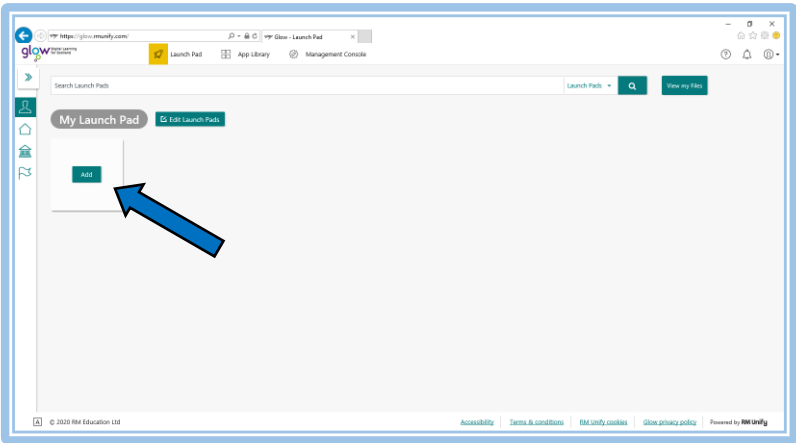 https://glow.rmunify.com/
Glow - Launch Pad
glow
Digital Learning
for Scotland
Launch Pad
App Library
Management Console
Search Launch Pads
Launch Pads
View my Files
My Launch Pad
Edit Launch Pads
Add
A
© 2020 RM Education Ltd
Accessibility
Terms & conditions
RM Unify cookies
Glow privacy policy
Powered by RM Unify